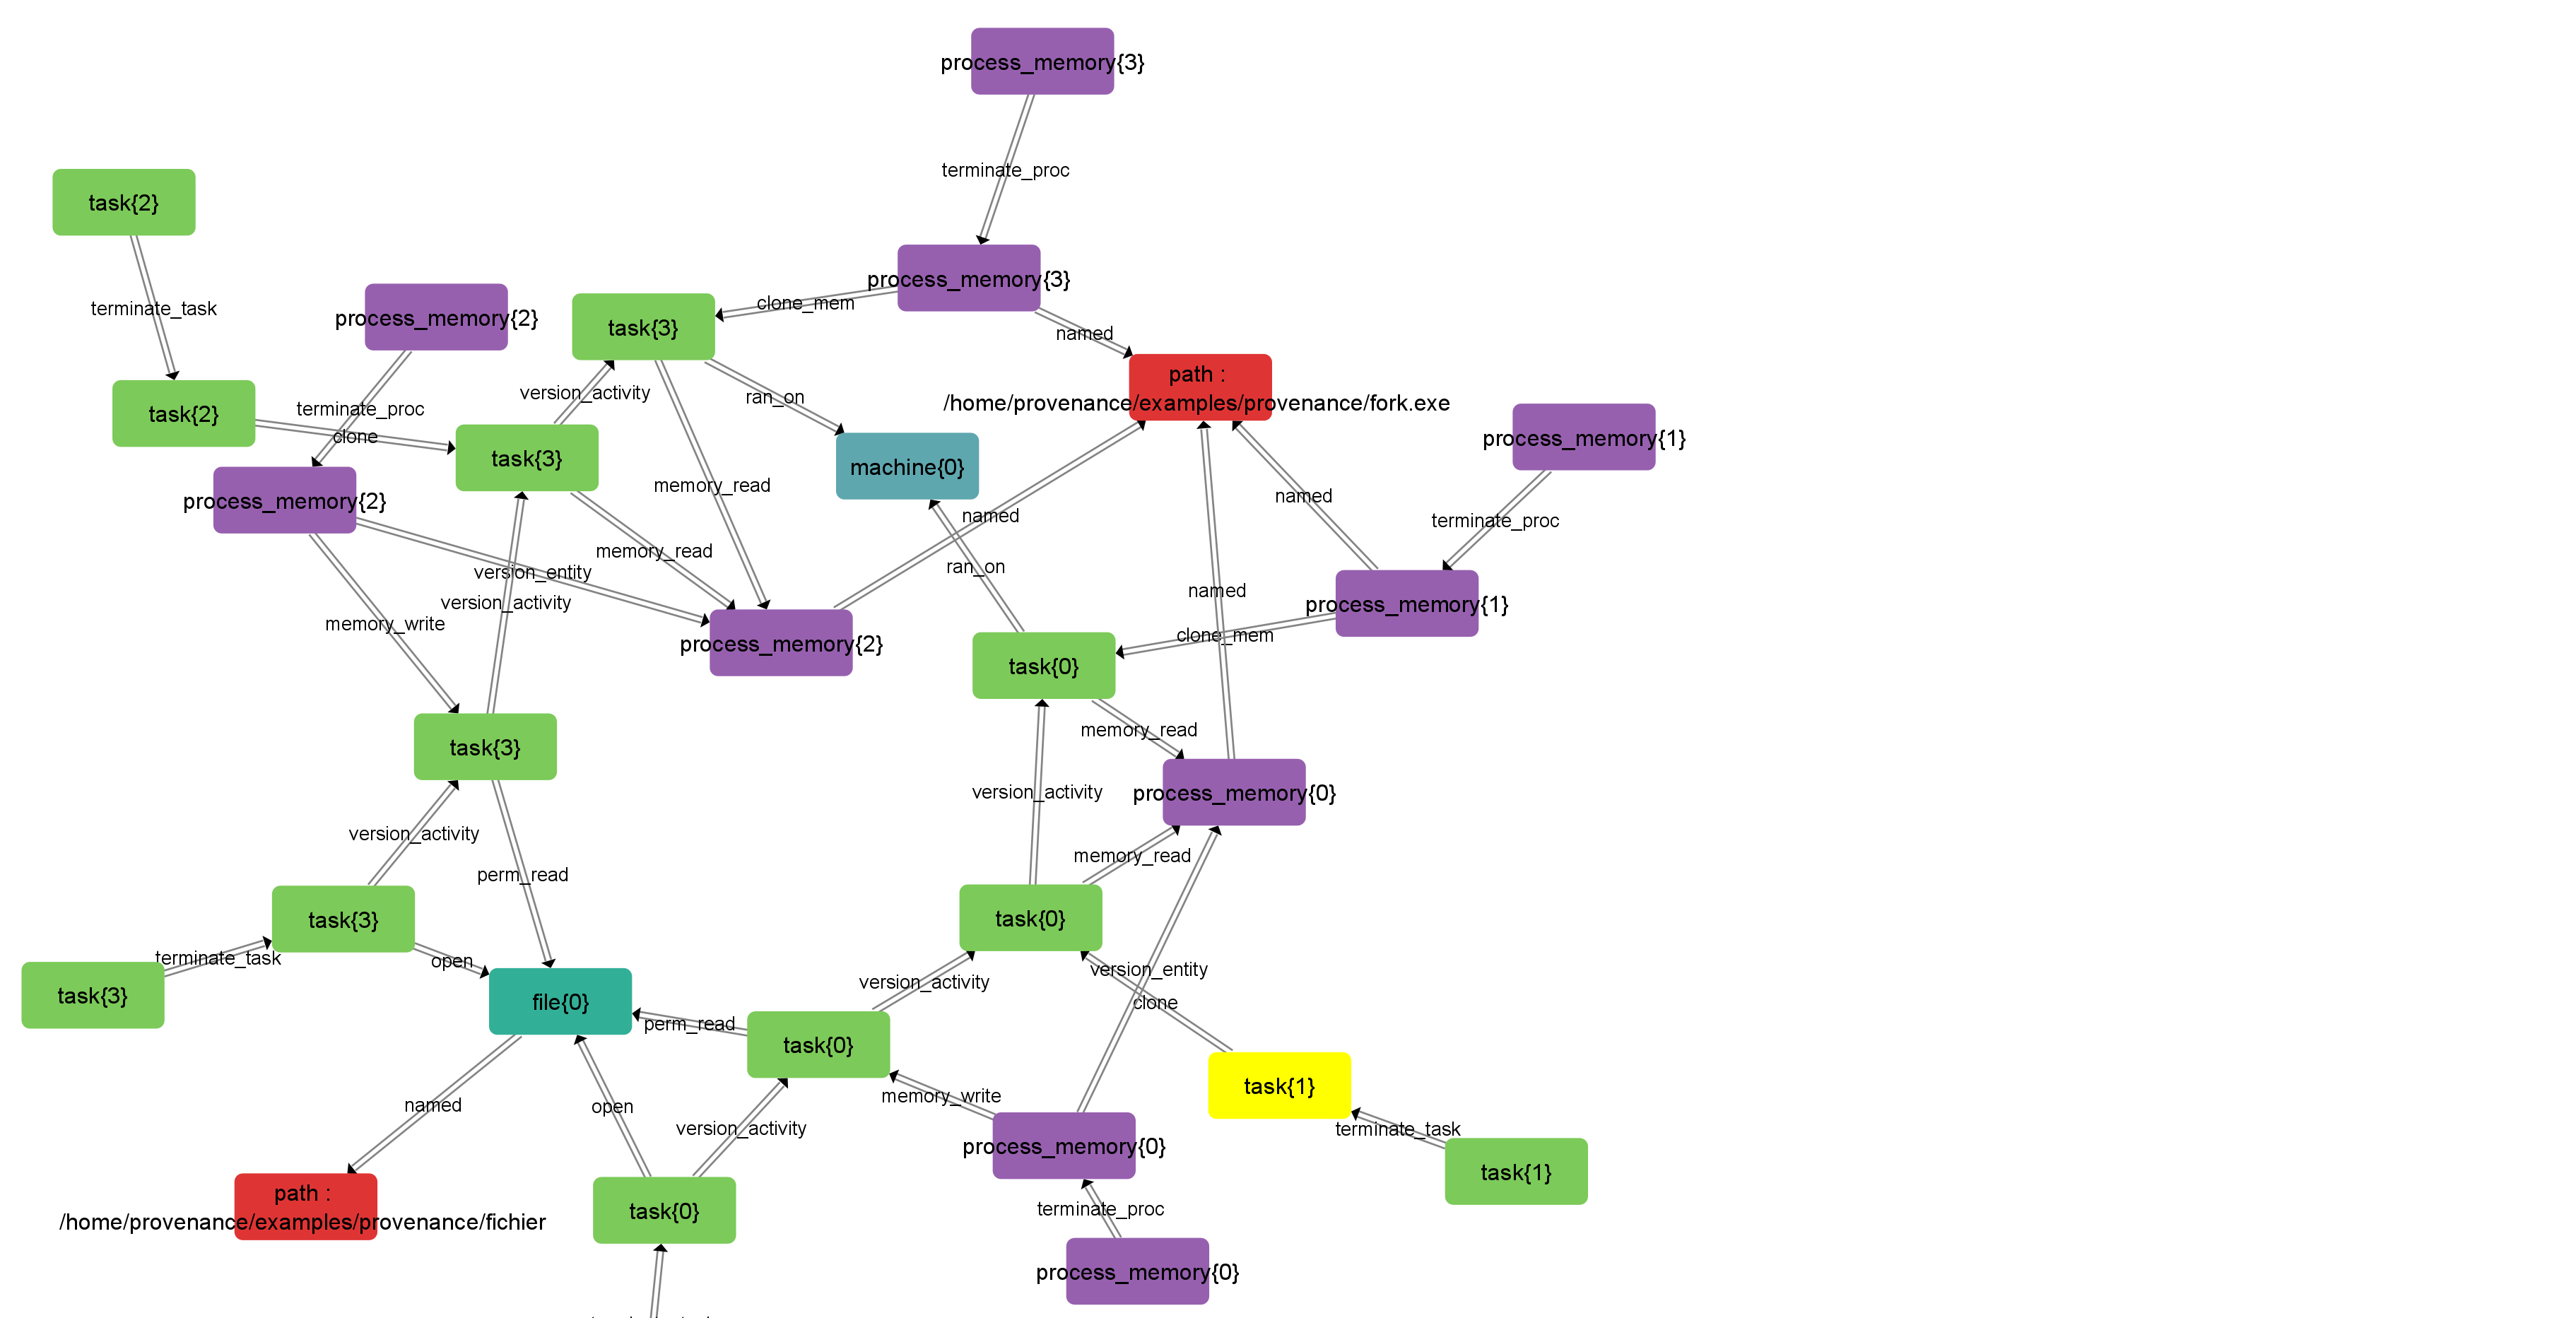 process_memory{3}
terminate_proc
task{2}
process_memory{3}
clone_mem
terminate_task
process_memory{2}
task{3}
named
path :
/home/provenance/examples/provenance/fork.exe
version_activity
ran_on
terminate_proc
task{2}
clone
process_memory{1}
task{3}
machine{0}
memory_read
named
process_memory{2}
named
terminate_proc
memory_read
version_entity
ran_on
named
version_activity
process_memory{1}
memory_write
clone_mem
process_memory{2}
task{0}
memory_read
task{3}
version_activity
process_memory{0}
version_activity
memory_read
perm_read
task{3}
task{0}
terminate_task
open
version_entity
version_activity
task{3}
file{0}
clone
perm_read
task{0}
task{1}
memory_write
named
open
version_activity
terminate_task
process_memory{0}
task{1}
path :
/home/provenance/examples/provenance/fichier
task{0}
terminate_proc
process_memory{0}